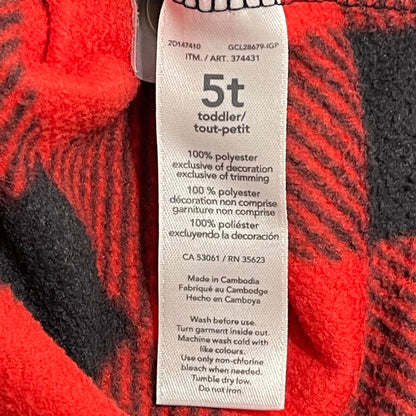 20147410 GCL28679-IGP
ITM. / ART. 374431
5t
toddler/
tout-petit
100% polyester
exclusive of decoration
exclusive of trimming
100 % polyester
décoration non comprise
garniture non comprise
100% poliéster
excluyendo la decoración
CA 53061 / RN 35623
Made in Cambodia
Fabriqué au Cambodge
Hecho en Camboya
Wash before use.
Turn garment inside out.
Machine wash cold with
like colours.
Use only non-chlorine
bleach when needed.
Tumble dry low.
Do not iron.